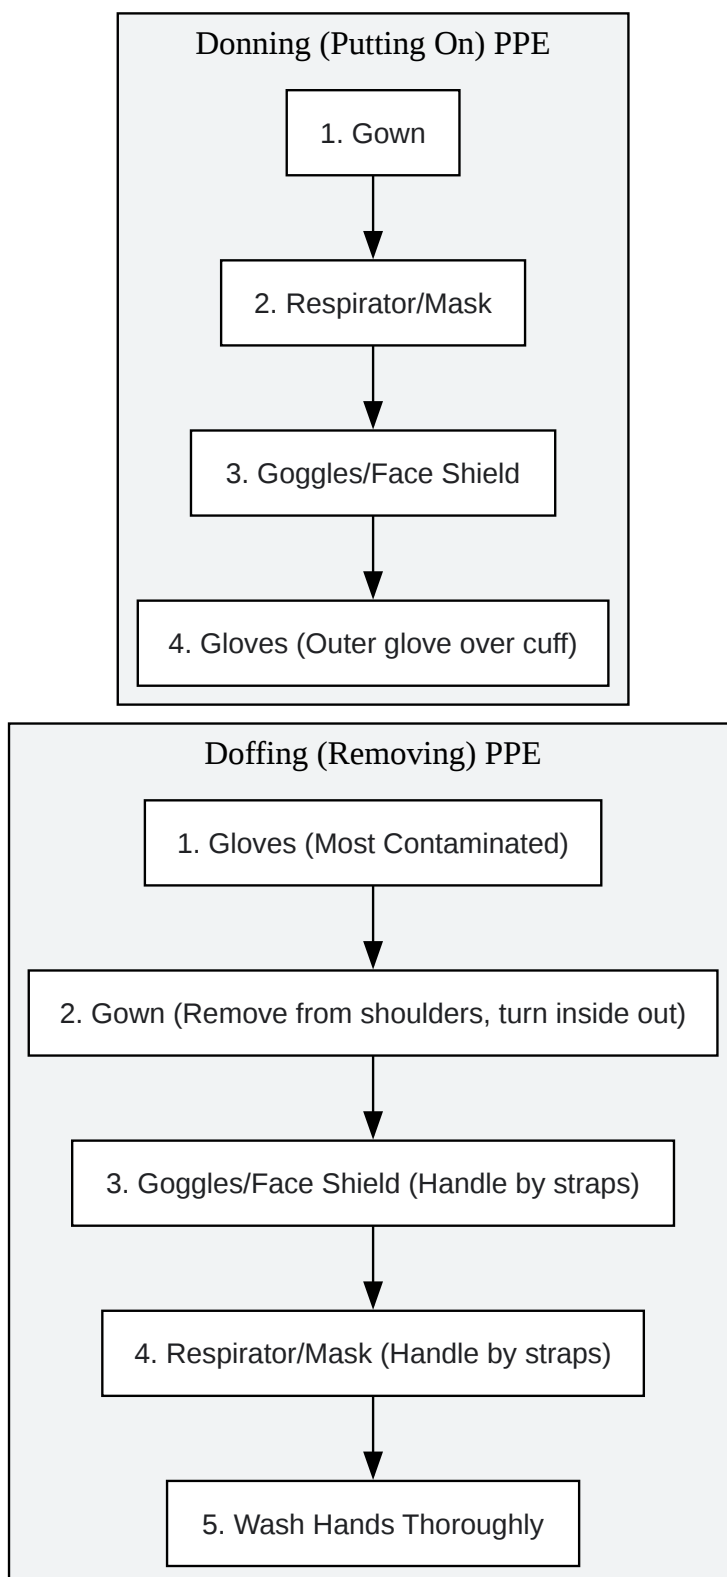 Donning (Putting On) PPE
1. Gown
2. Respirator/Mask
3. Goggles/Face Shield
4. Gloves (Outer glove over cuff)
Doffing (Removing) PPE
1. Gloves (Most Contaminated)
2. Gown (Remove from shoulders, turn inside out)
3. Goggles/Face Shield (Handle by straps)
4. Respirator/Mask (Handle by straps)
5. Wash Hands Thoroughly